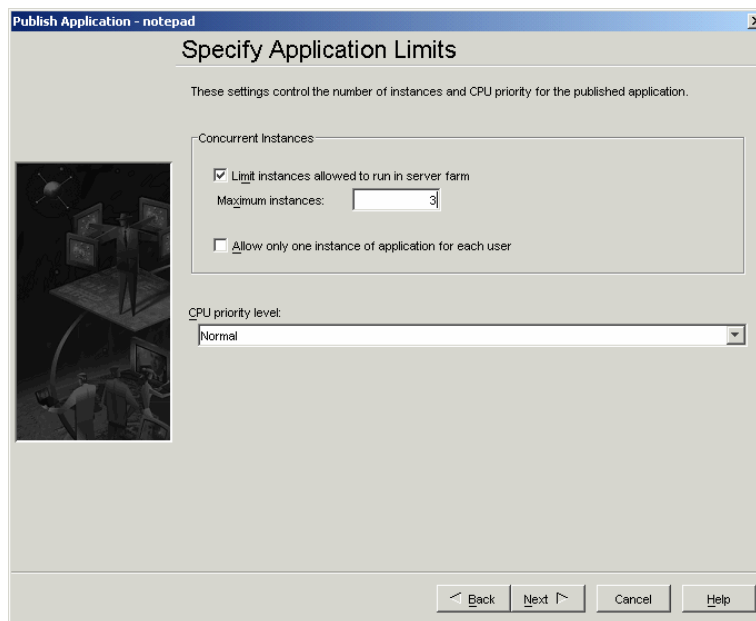 Publish Application - notepad
Specify Application Limits
These settings control the number of instances and CPU priority for the published application.
Concurrent Instances
Limit instances allowed to run in server farm
Maximum instances: 3
Allow only one instance of application for each user
CPU priority level:
Normal
Back Next Cancel Help